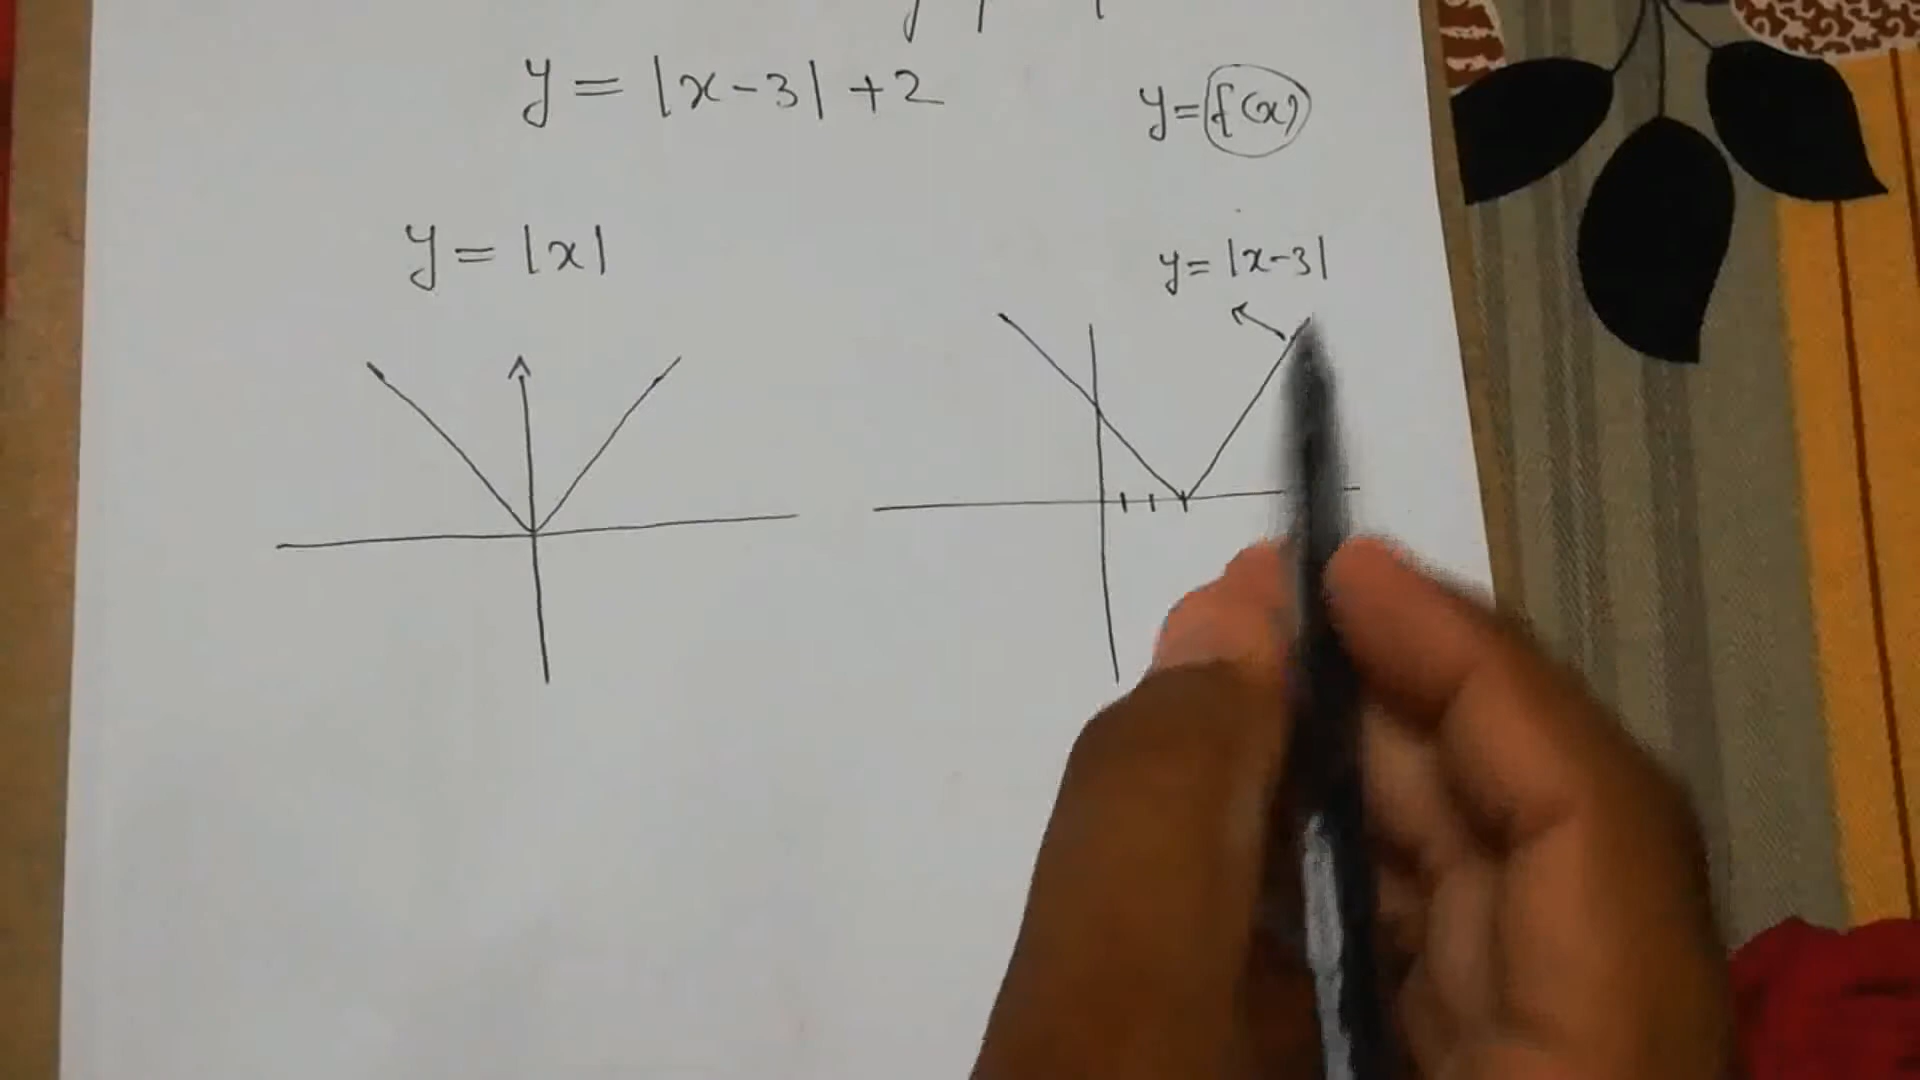 y = |x-3| +2
y=f(x)
y = |x|
y= |x-3|